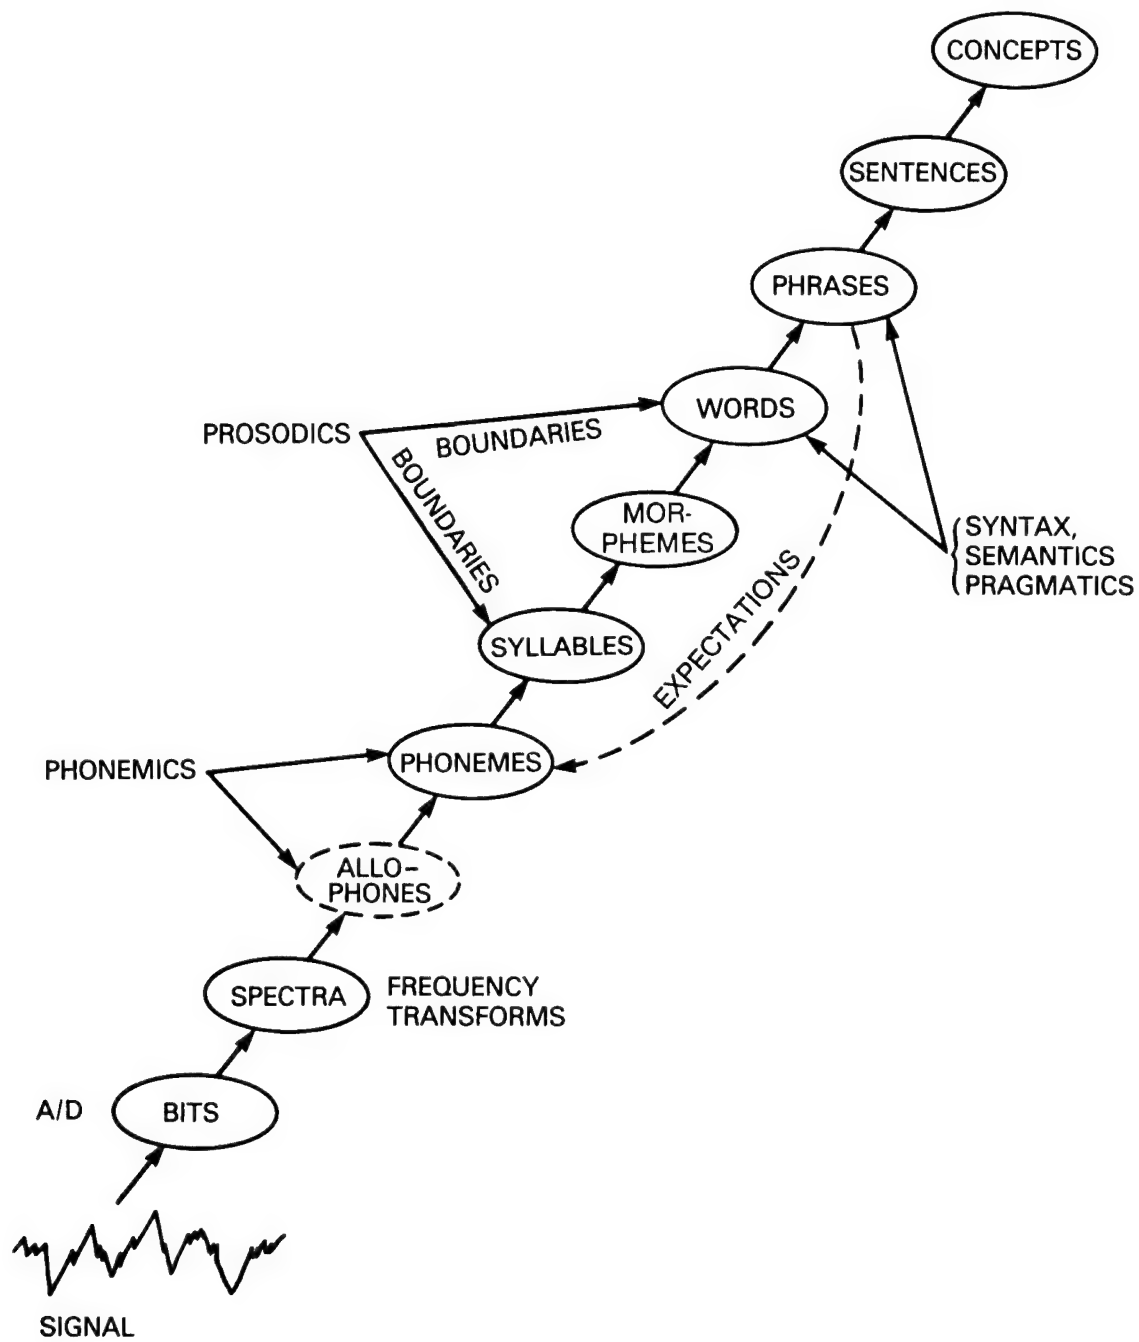 CONCEPTS
SENTENCES
PHRASES
WORDS
PROSODICS
BOUNDARIES
BOUNDARIES
MOR-
PHEMES
SYNTAX,
SEMANTICS
PRAGMATICS
EXPECTATIONS
SYLLABLES
PHONEMES
PHONEMICS
ALLO-
PHONES
SPECTRA
FREQUENCY
TRANSFORMS
A/D
BITS
SIGNAL